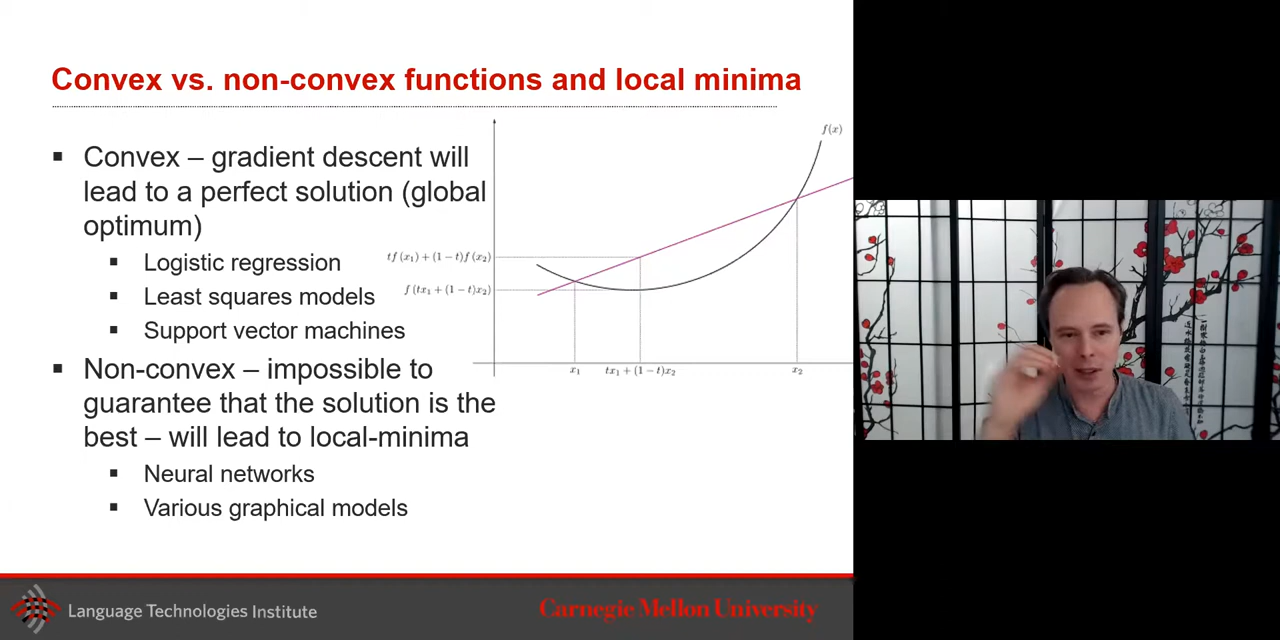 Convex vs. non-convex functions and local minima
▪ Convex – gradient descent will
lead to a perfect solution (global
optimum)
▪ Logistic regression
▪ Least squares models
▪ Support vector machines
▪ Non-convex – impossible to
guarantee that the solution is the
best – will lead to local-minima
▪ Neural networks
▪ Various graphical models
f(x)
tf(x₁)+(1−t)f(x₂)
f(tx₁+(1−t)x₂)
x₁
tx₁+(1−t)x₂
x₂
Language Technologies Institute
Carnegie Mellon University